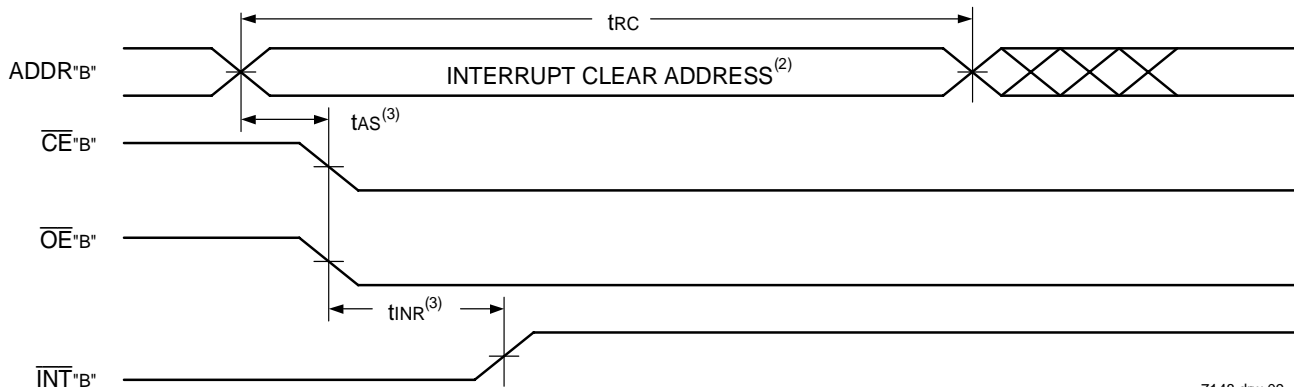 tRC
ADDR"B"
INTERRUPT CLEAR ADDRESS(2)
tAS(3)
CE"B"
OE"B"
tINR(3)
INT"B"